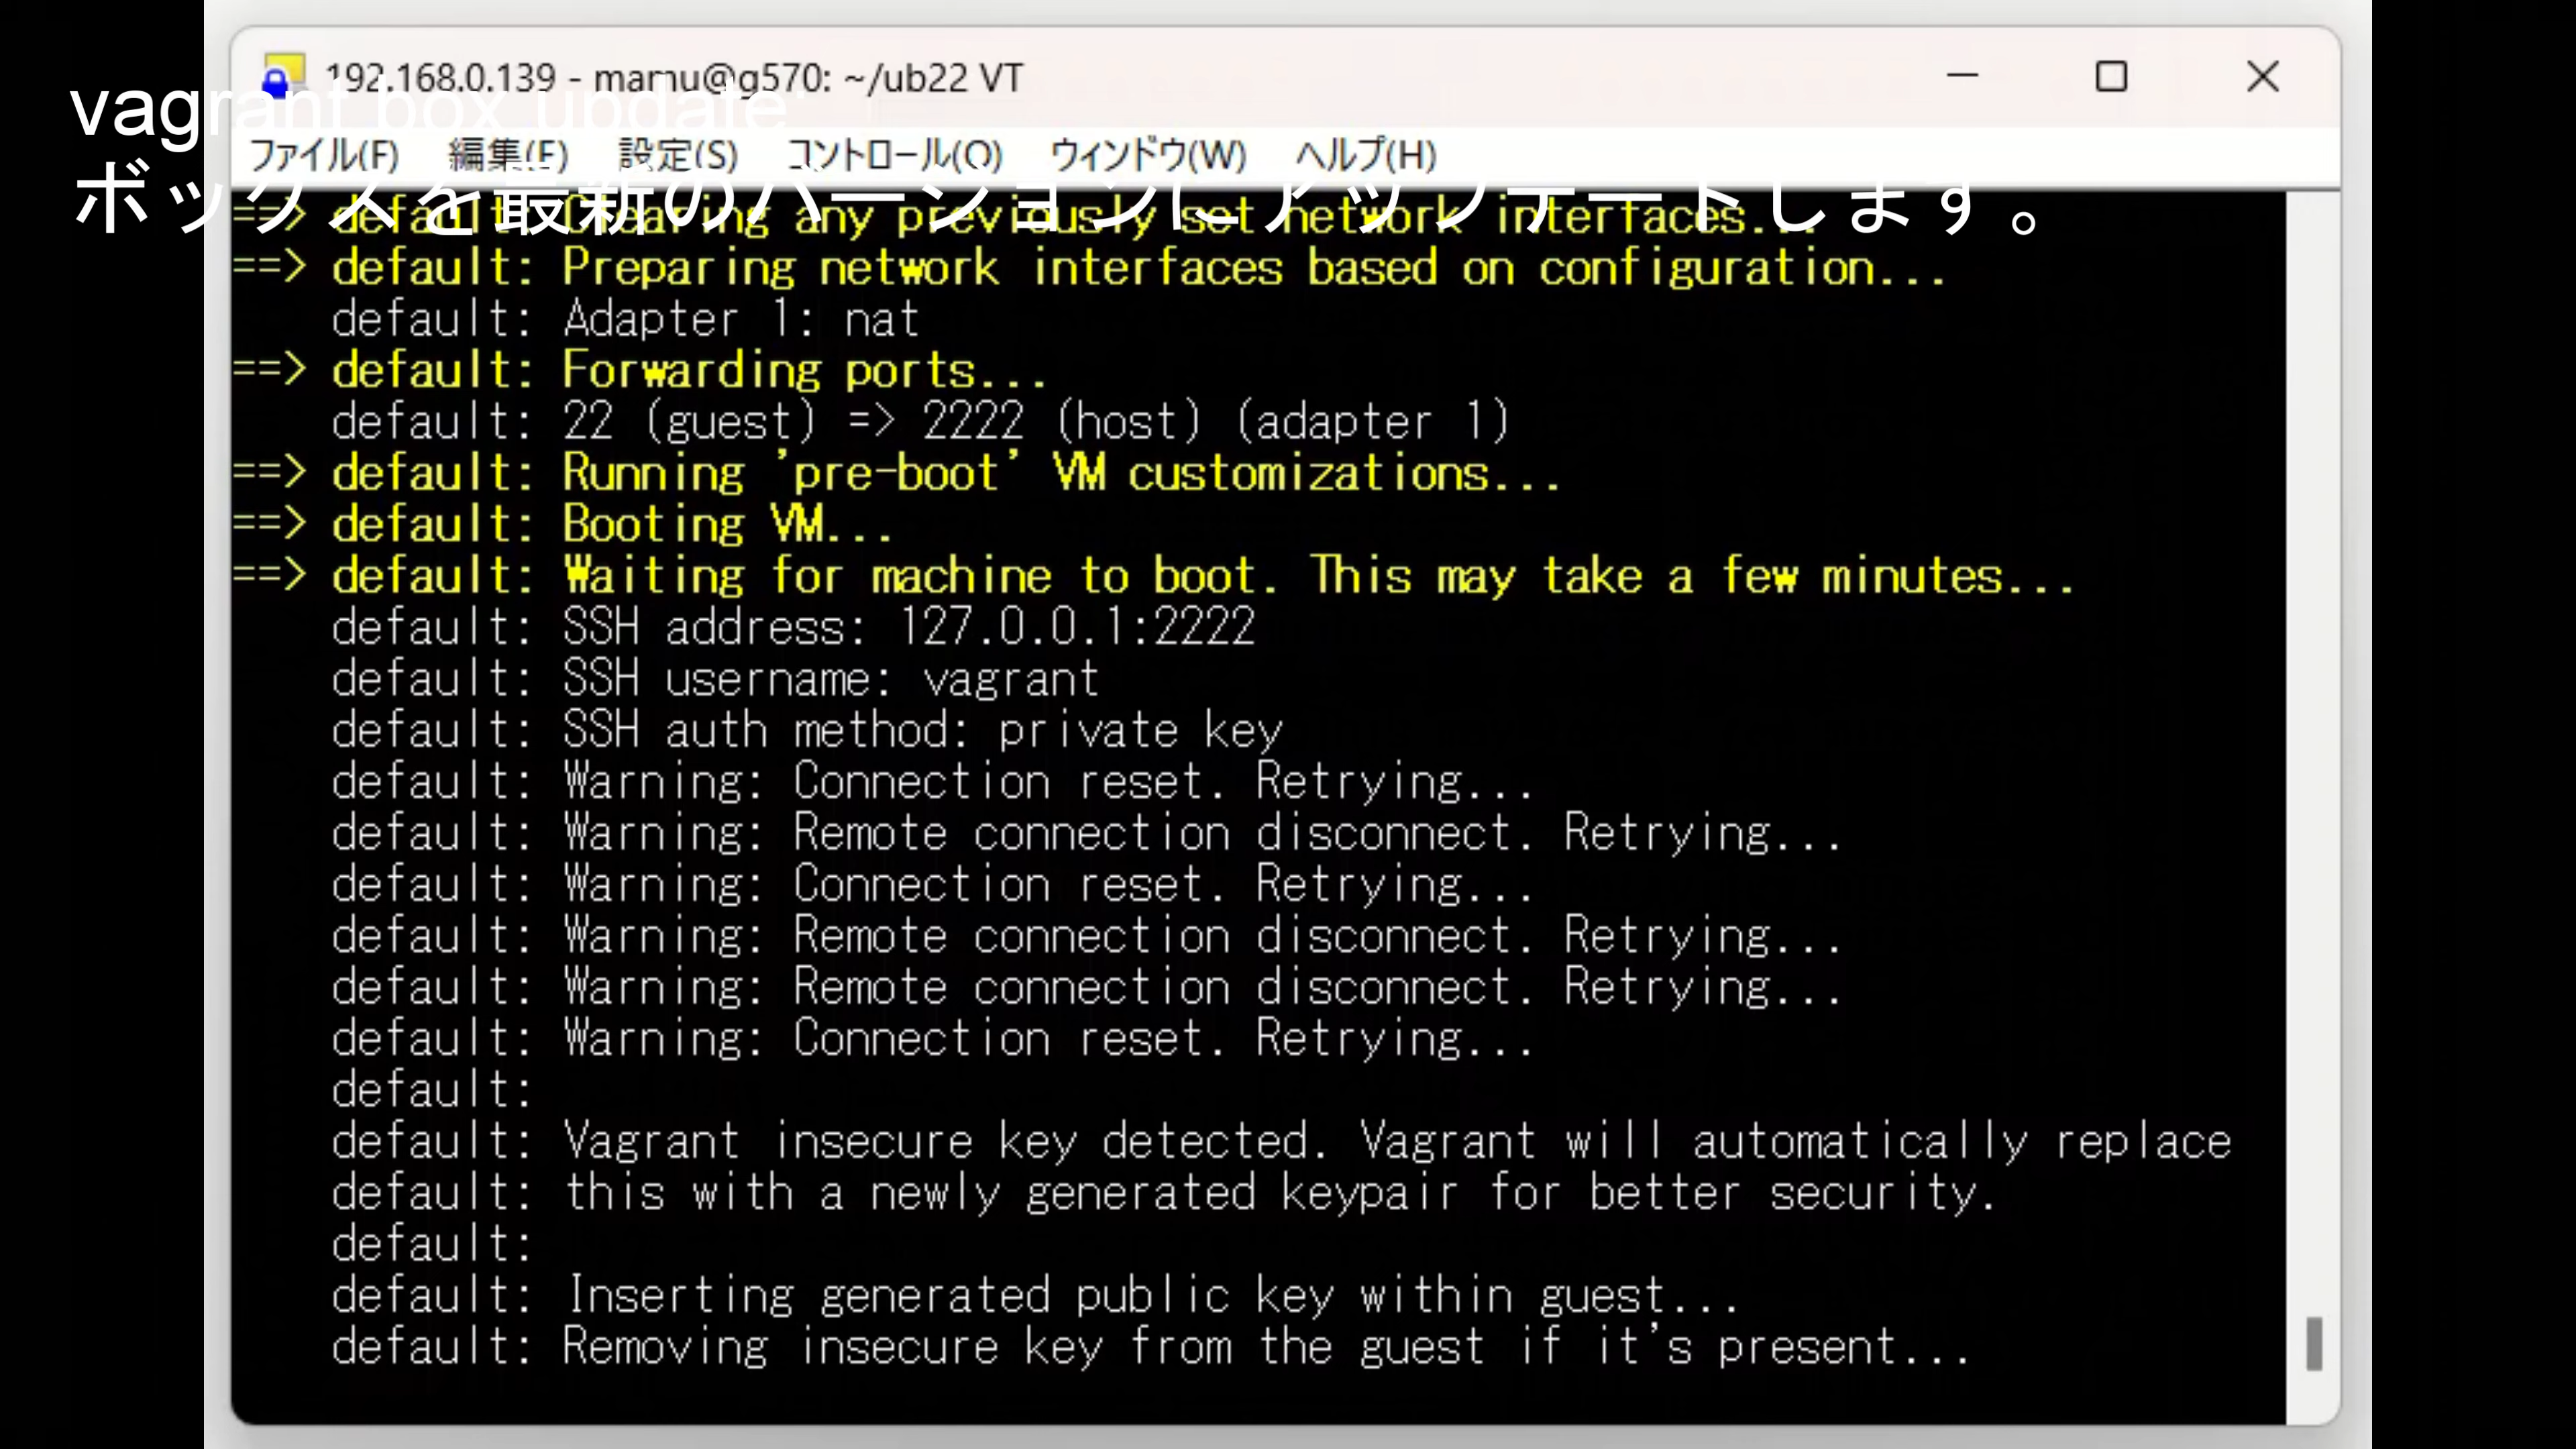 192.168.0.139 - mamu@g570: ~/ub22 VT
vagrant box update:
ファイル(F) 編集(E) 設定(S) コントロール(O) ウィンドウ(W) ヘルプ(H)
ボックスを最新のバージョンにアップデートします。
==> default: Clearing any previously set network interfaces...
==> default: Preparing network interfaces based on configuration...
default: Adapter 1: nat
==> default: Forwarding ports...
default: 22 (guest) => 2222 (host) (adapter 1)
==> default: Running 'pre-boot' VM customizations...
==> default: Booting VM...
==> default: Waiting for machine to boot. This may take a few minutes...
default: SSH address: 127.0.0.1:2222
default: SSH username: vagrant
default: SSH auth method: private key
default: Warning: Connection reset. Retrying...
default: Warning: Remote connection disconnect. Retrying...
default: Warning: Connection reset. Retrying...
default: Warning: Remote connection disconnect. Retrying...
default: Warning: Remote connection disconnect. Retrying...
default: Warning: Connection reset. Retrying...
default:
default: Vagrant insecure key detected. Vagrant will automatically replace
default: this with a newly generated keypair for better security.
default:
default: Inserting generated public key within guest...
default: Removing insecure key from the guest if it's present...